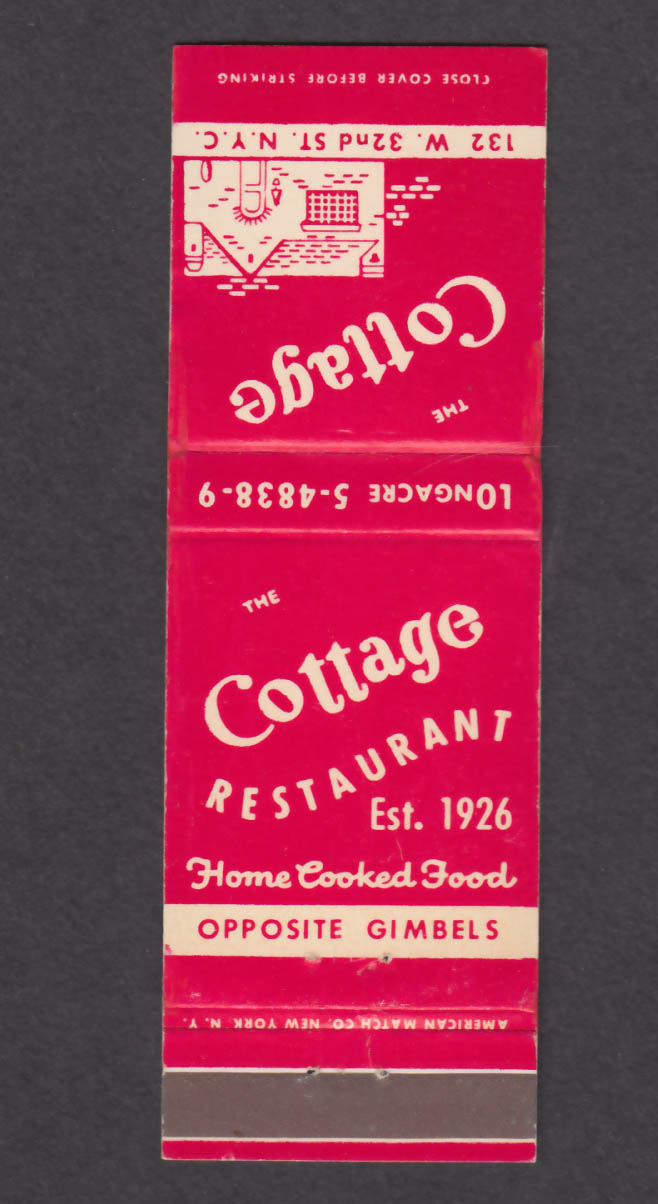 CLOSE COVER BEFORE STRIKING
132 W. 32nd ST. N.Y.C.
THE
Cottage
LONGACRE 5-4838-9
THE
Cottage
RESTAURANT
Est. 1926
Home Cooked Food
OPPOSITE GIMBELS
AMERICAN MATCH CO. NEW YORK, N. Y.